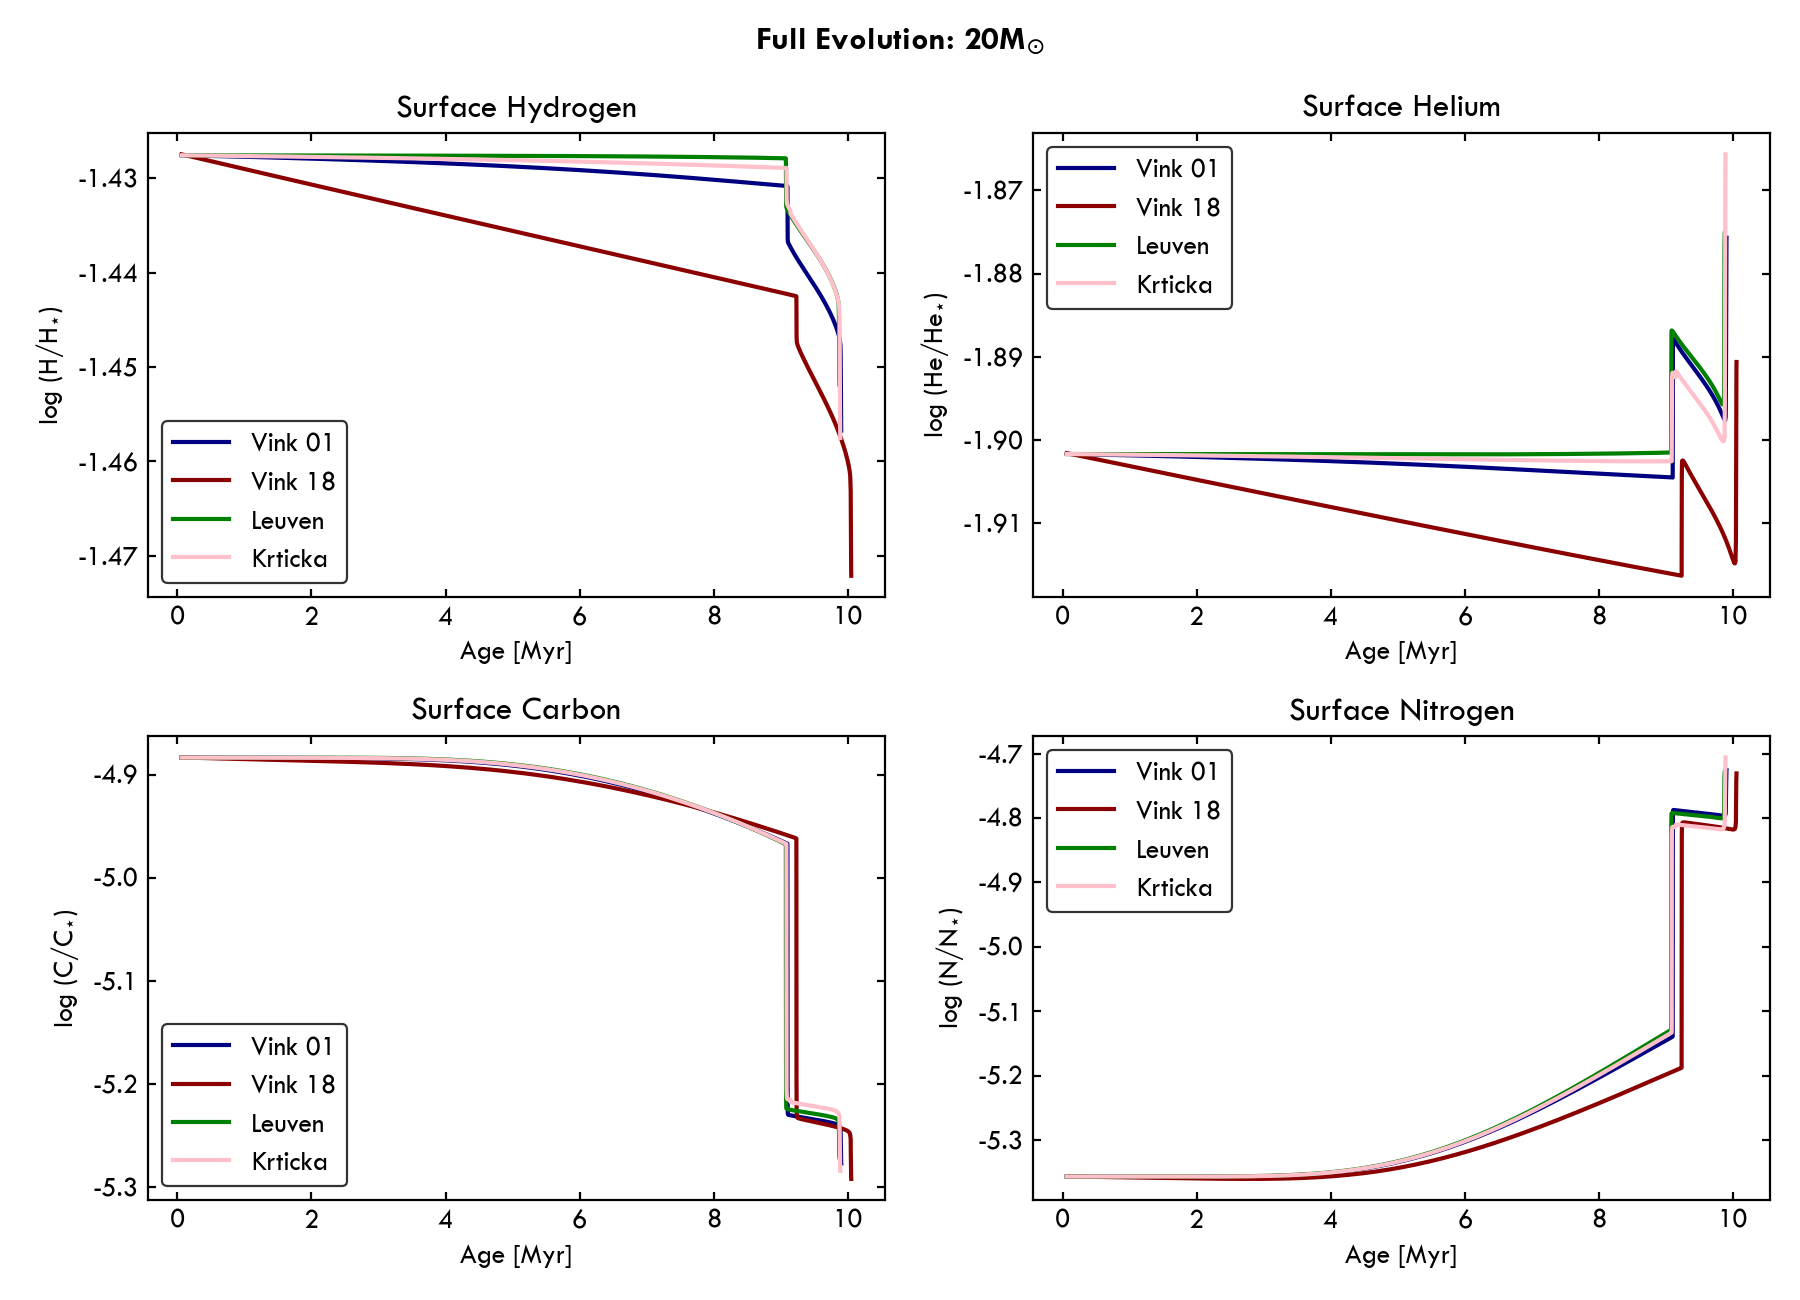 Full Evolution: 20M☉
Surface Hydrogen
log (H/H⋆)
-1.43
-1.44
-1.45
-1.46
-1.47
Vink 01
Vink 18
Leuven
Krticka
0 2 4 6 8 10
Age [Myr]
Surface Helium
log (He/He⋆)
-1.87
-1.88
-1.89
-1.90
-1.91
Vink 01
Vink 18
Leuven
Krticka
0 2 4 6 8 10
Age [Myr]
Surface Carbon
log (C/C⋆)
-4.9
-5.0
-5.1
-5.2
-5.3
Vink 01
Vink 18
Leuven
Krticka
0 2 4 6 8 10
Age [Myr]
Surface Nitrogen
log (N/N⋆)
-4.7
-4.8
-4.9
-5.0
-5.1
-5.2
-5.3
Vink 01
Vink 18
Leuven
Krticka
0 2 4 6 8 10
Age [Myr]